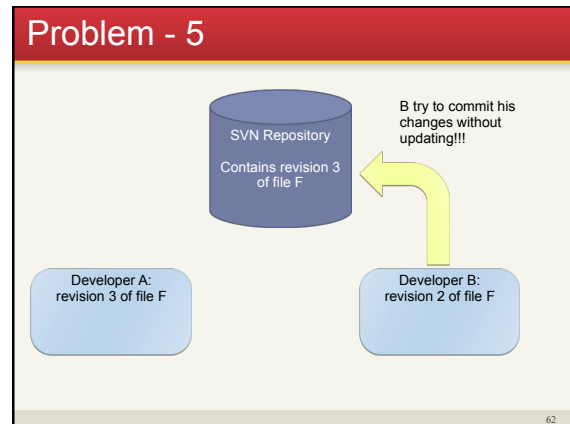 Problem - 5
B try to commit his
changes without
updating!!!
SVN Repository
Contains revision 3
of file F
Developer A:
revision 3 of file F
Developer B:
revision 2 of file F
62